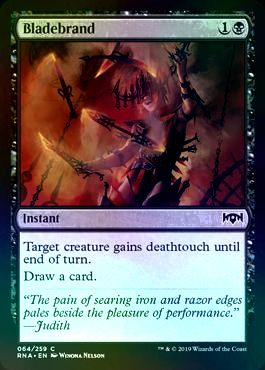 Bladebrand 1
Instant
Target creature gains deathtouch until
end of turn.
Draw a card.
“The pain of searing iron and razor edges
pales beside the pleasure of performance.”
—Judith
064/259 C
RNA • EN Winona Nelson
™ & © 2019 Wizards of the Coast